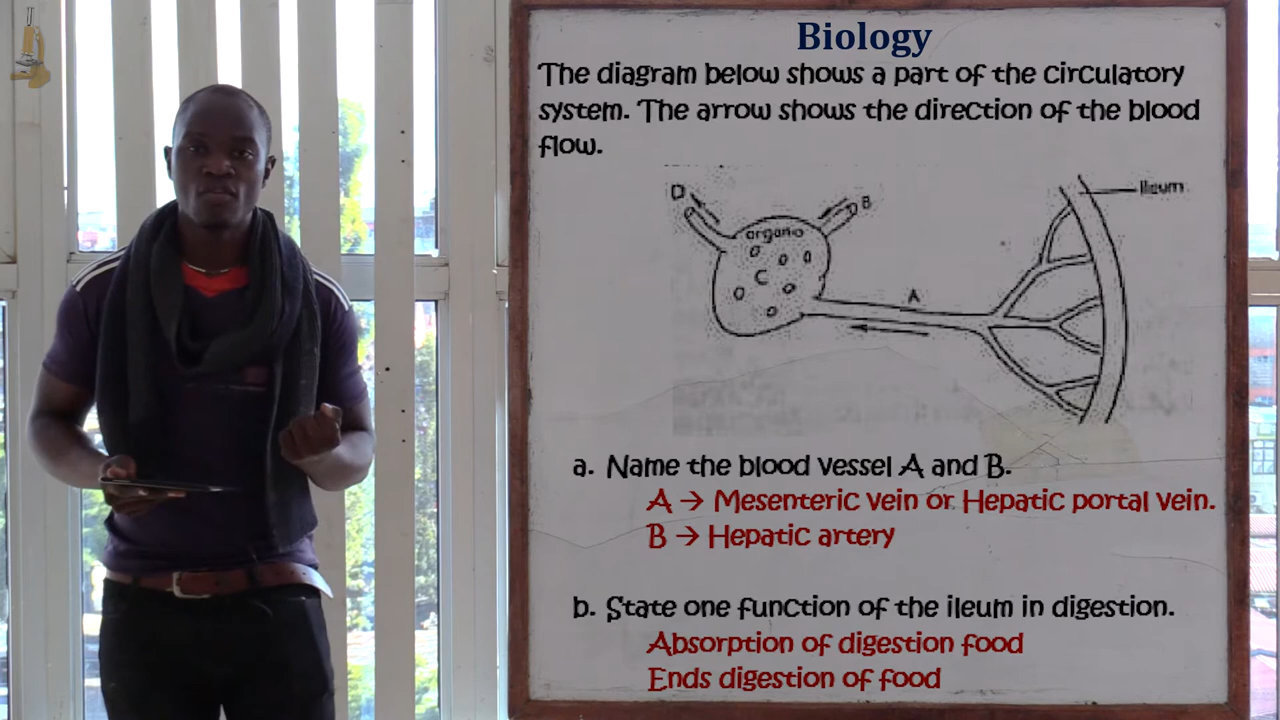 Biology
The diagram below shows a part of the circulatory
system. The arrow shows the direction of the blood
flow.
D
B
Ileum
organ
C
A
a. Name the blood vessel A and B.
A → Mesenteric vein or Hepatic portal vein.
B → Hepatic artery
b. State one function of the ileum in digestion.
Absorption of digestion food
Ends digestion of food